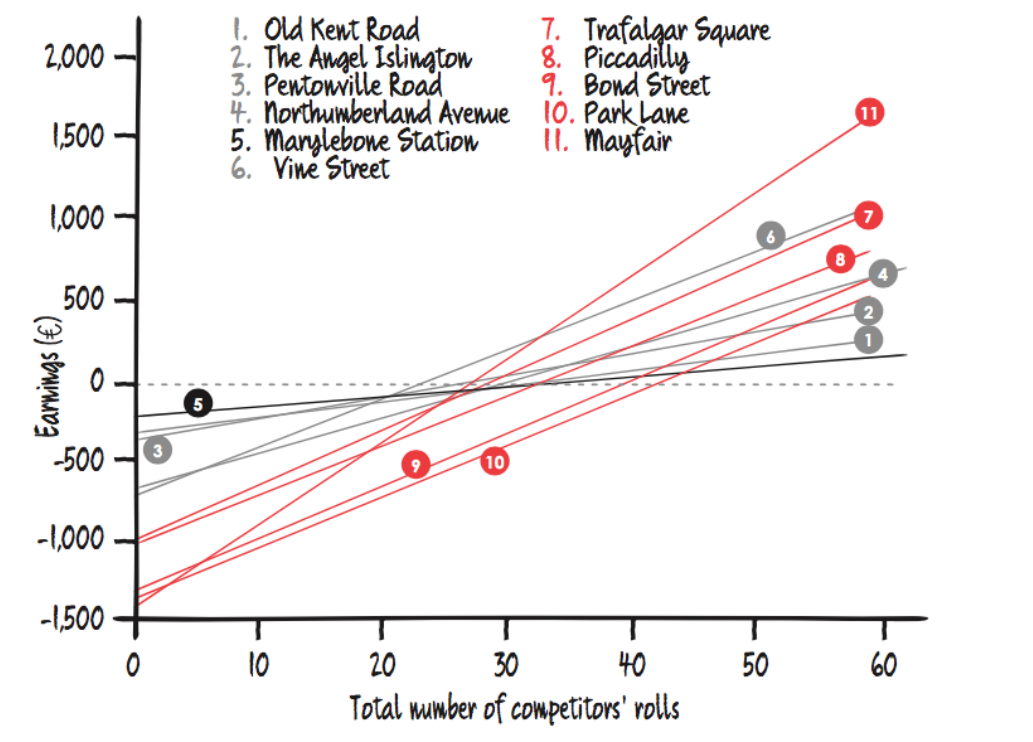 1. Old Kent Road
2. The Angel Islington
3. Pentonville Road
4. Northumberland Avenue
5. Marylebone Station
6. Vine Street
7. Trafalgar Square
8. Piccadilly
9. Bond Street
10. Park Lane
11. Mayfair
Earnings (€)
2,000
1,500
1,000
500
0
-500
-1,000
-1,500
11
6
7
8
4
2
1
5
3
9
10
0 10 20 30 40 50 60
Total number of competitors' rolls